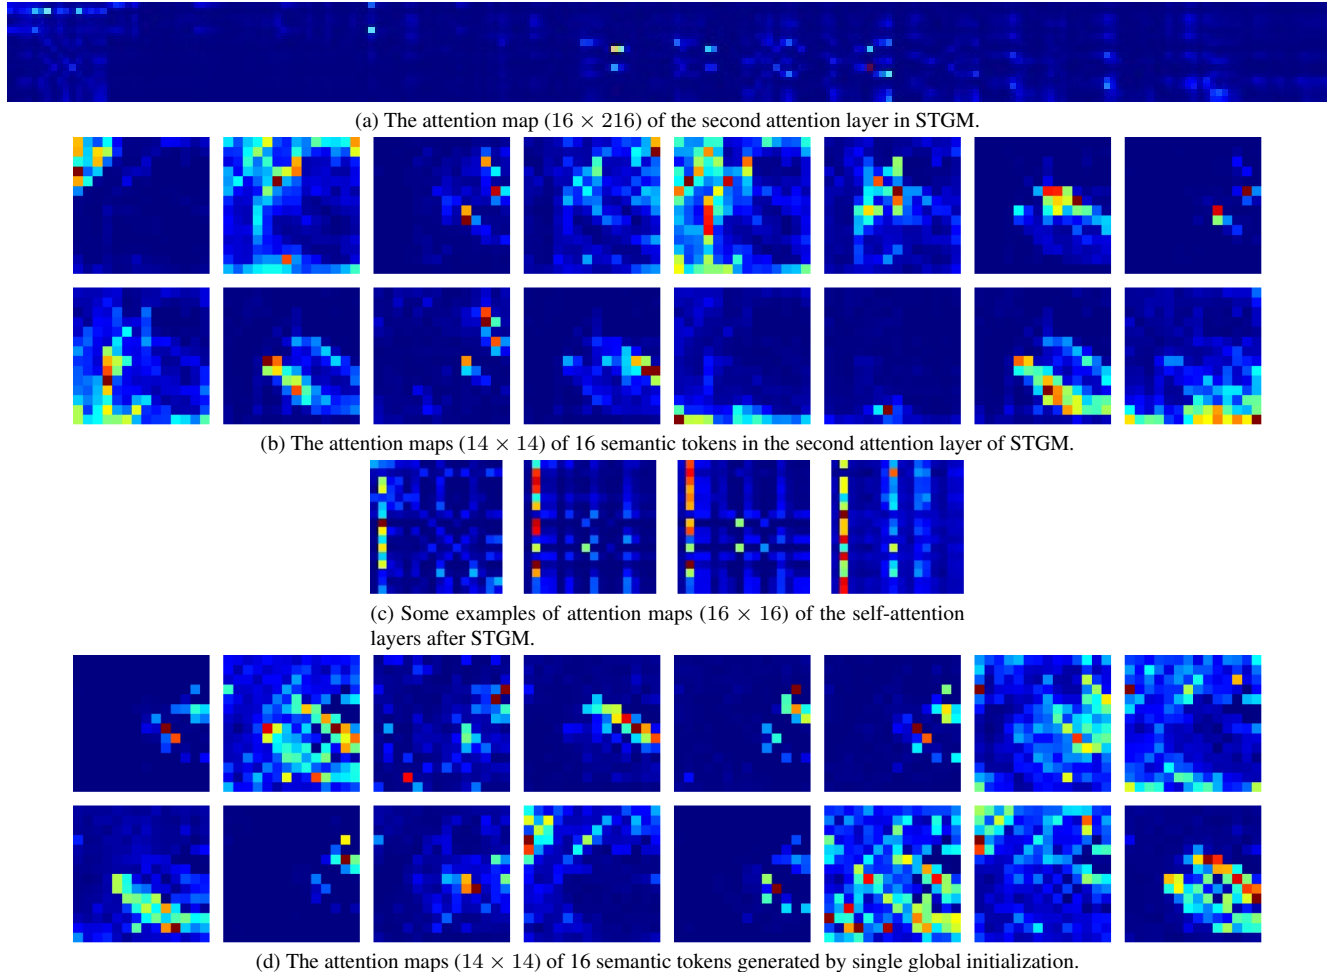 (a) The attention map (16 × 216) of the second attention layer in STGM.
(b) The attention maps (14 × 14) of 16 semantic tokens in the second attention layer of STGM.
(c) Some examples of attention maps (16 × 16) of the self-attention
layers after STGM.
(d) The attention maps (14 × 14) of 16 semantic tokens generated by single global initialization.